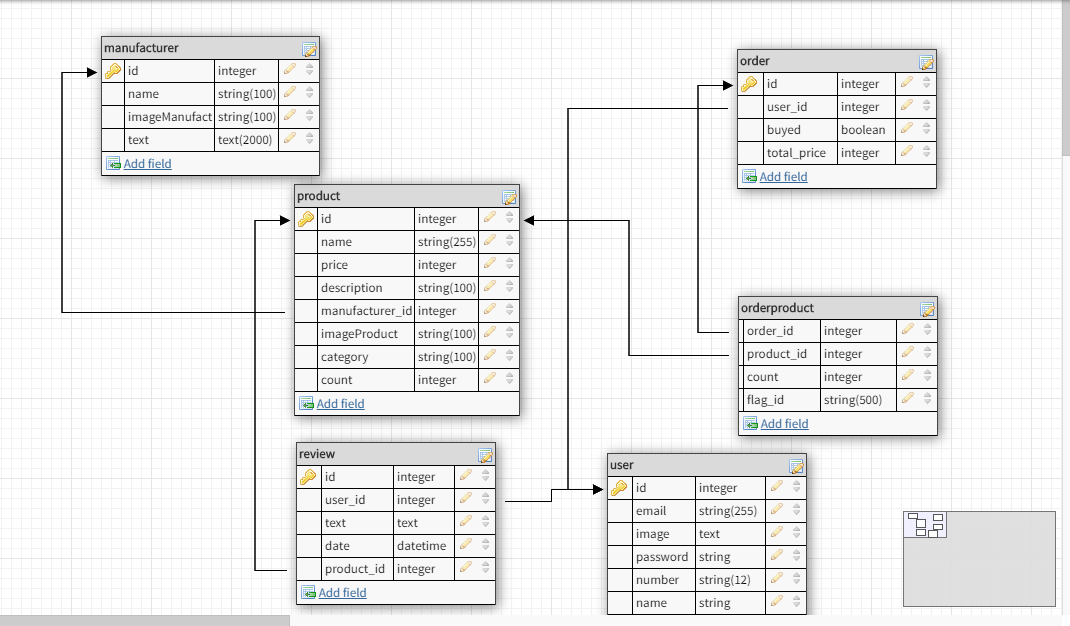 manufacturer
id integer
name string(100)
imageManufact string(100)
text text(2000)
Add field
product
id integer
name string(255)
price integer
description string(100)
manufacturer_id integer
imageProduct string(100)
category string(100)
count integer
Add field
review
id integer
user_id integer
text text
date datetime
product_id integer
Add field
order
id integer
user_id integer
buyed boolean
total_price integer
Add field
orderproduct
order_id integer
product_id integer
count integer
flag_id string(500)
Add field
user
id integer
email string(255)
image text
password string
number string(12)
name string